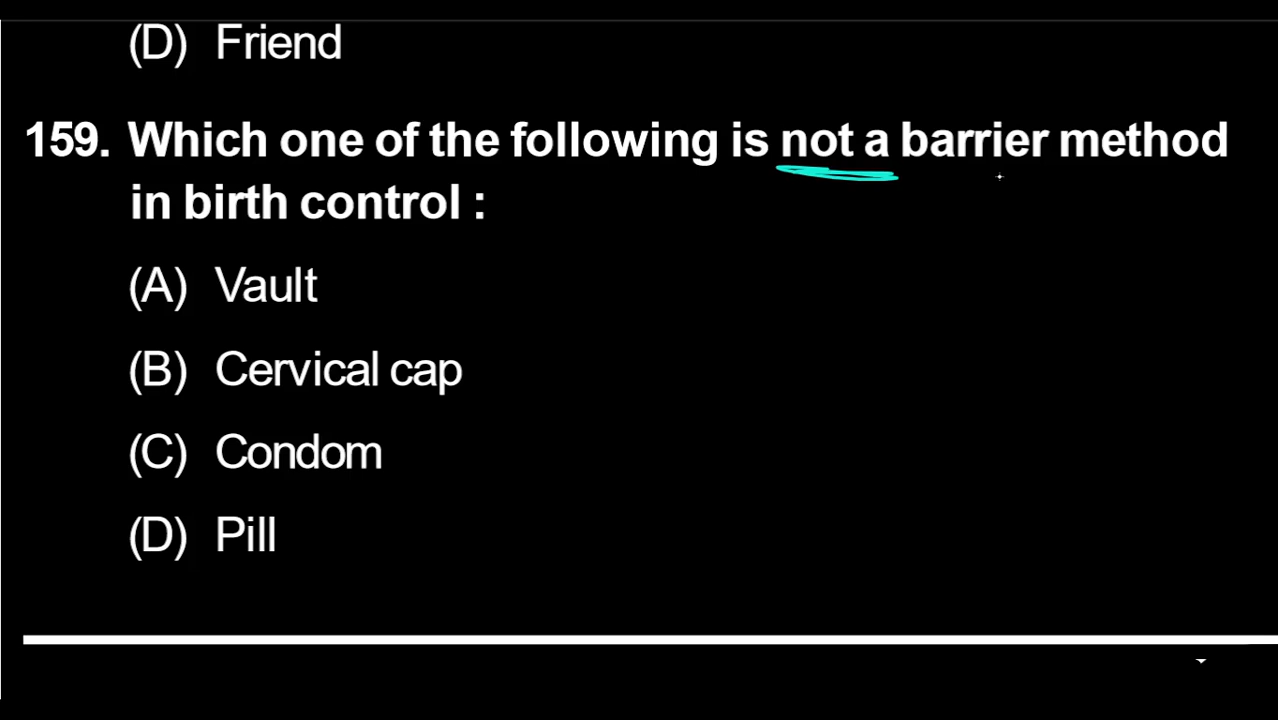 (D) Friend
159. Which one of the following is not a barrier method
in birth control :
(A) Vault
(B) Cervical cap
(C) Condom
(D) Pill